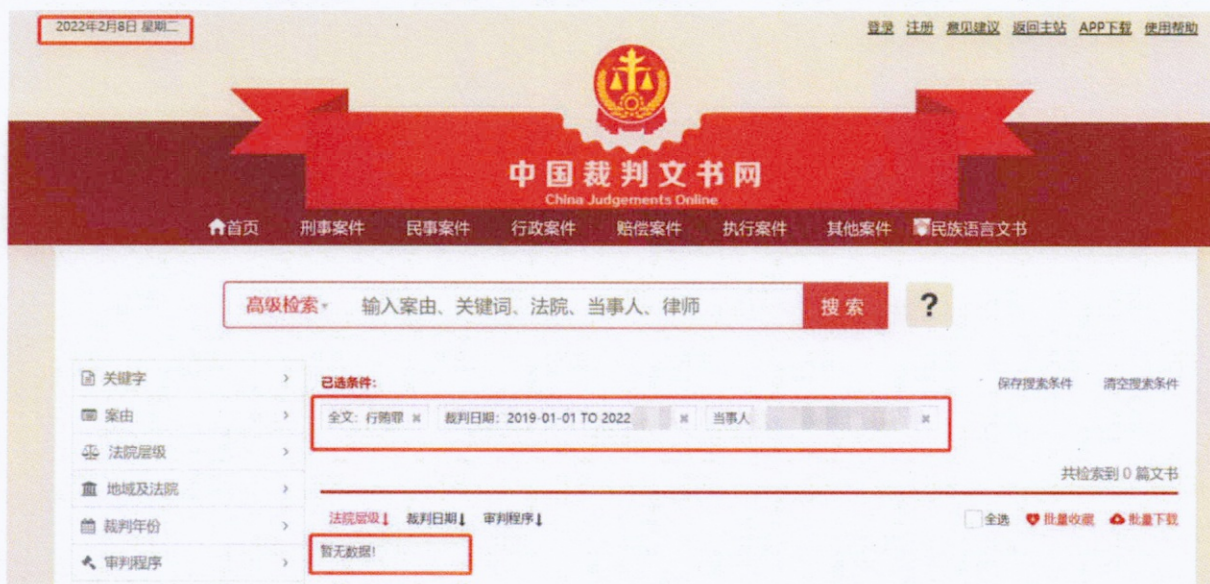 2022年2月8日 星期二
登录 注册 意见建议 返回主站 APP下载 使用帮助
中国裁判文书网
China Judgements Online
首页 刑事案件 民事案件 行政案件 赔偿案件 执行案件 其他案件 民族语言文书
高级检索 输入案由、关键词、法院、当事人、律师 搜索 ?
关键字
案由
法院层级
地域及法院
裁判年份
审判程序
已选条件:
保存搜索条件 清空搜索条件
全文:行贿罪 × 裁判日期:2019-01-01 TO 2022 × 当事人 ×
共检索到 0 篇文书
法院层级↓ 裁判日期↓ 审判程序↓
全选 批量收藏 批量下载
暂无数据!